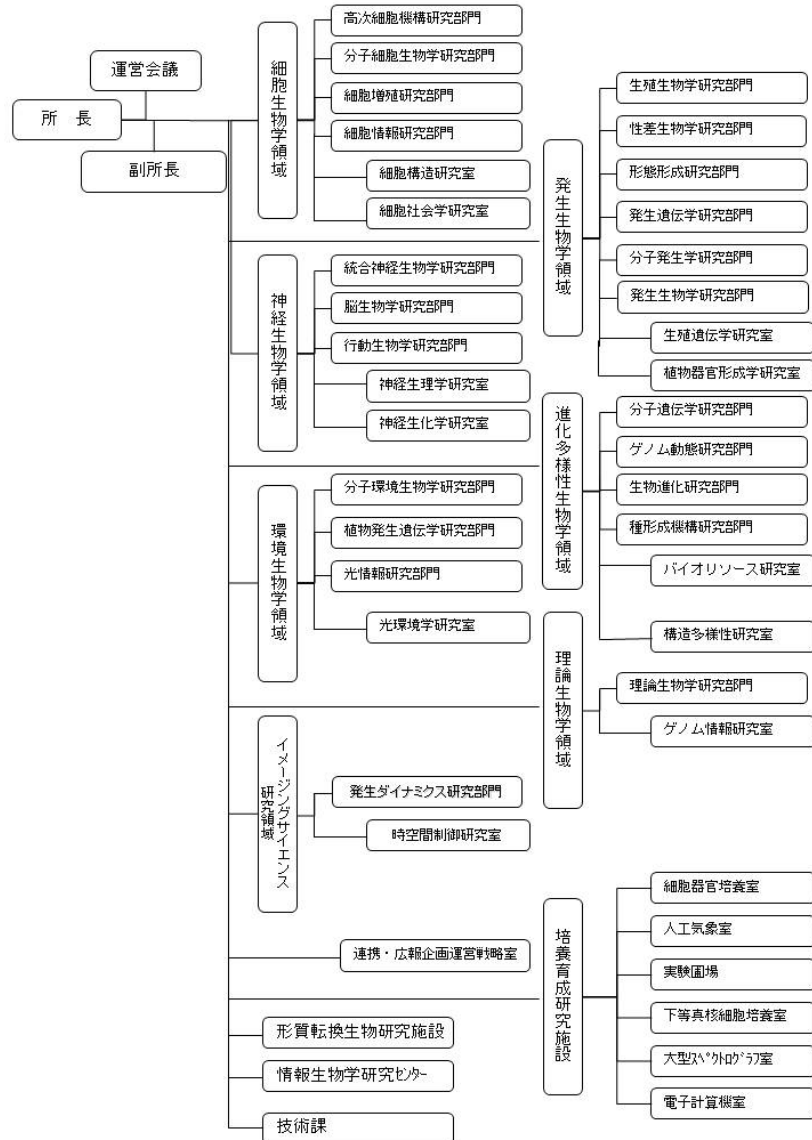 運営会議
所　長
副所長
細胞生物学領域
高次細胞機構研究部門
分子細胞生物学研究部門
細胞増殖研究部門
細胞情報研究部門
細胞構造研究室
細胞社会学研究室
発生生物学領域
生殖生物学研究部門
性差生物学研究部門
形態形成研究部門
発生遺伝学研究部門
分子発生学研究部門
発生生物学研究部門
生殖遺伝学研究室
植物器官形成学研究室
神経生物学領域
統合神経生物学研究部門
脳生物学研究部門
行動生物学研究部門
神経生理学研究室
神経生化学研究室
進化多様性生物学領域
分子遺伝学研究部門
ゲノム動態研究部門
生物進化研究部門
種形成機構研究部門
バイオリソース研究室
構造多様性研究室
環境生物学領域
分子環境生物学研究部門
植物発生遺伝学研究部門
光情報研究部門
光環境学研究室
理論生物学領域
理論生物学研究部門
ゲノム情報研究室
イメージングサイエンス
研究領域
発生ダイナミクス研究部門
時空間制御研究室
連携・広報企画運営戦略室
培養育成研究施設
細胞器官培養室
人工気象室
実験圃場
下等真核細胞培養室
大型ｽﾍﾟｸﾄﾛｸﾞﾗﾌ室
電子計算機室
形質転換生物研究施設
情報生物学研究ｾﾝﾀｰ
技術課